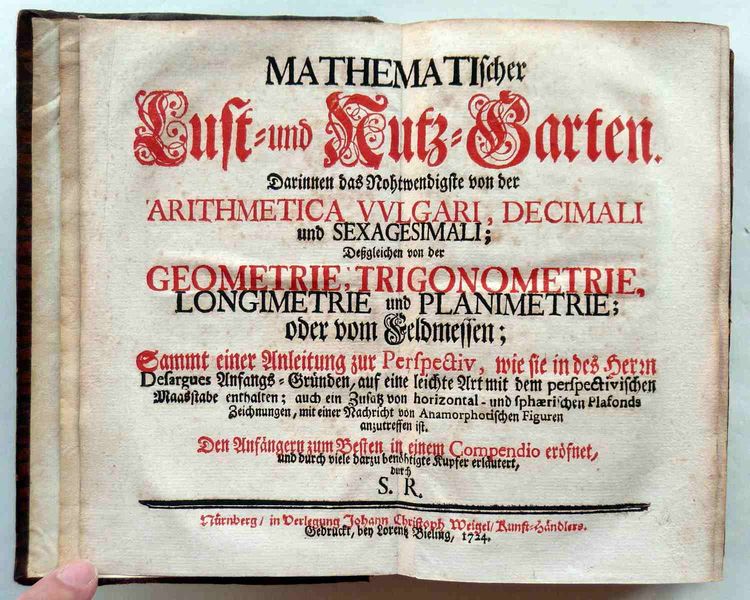 MATHEMATIscher
Lust-und Nutz-Garten.
Darinnen das Nohtwendigste von der
ARITHMETICA VVLGARI, DECIMALI
und SEXAGESIMALI;
Deßgleichen von der
GEOMETRIE, TRIGONOMETRIE,
LONGIMETRIE und PLANIMETRIE;
oder vom Feldmessen;
Sammt einer Anleitung zur Perspectiv, wie sie in des Herrn
Desargues Anfangs-Gründen, auf eine leichte Art mit dem perspectivischen
Maasstabe enthalten; auch ein Zusatz von horizontal- und sphærischen Plafonds
Zeichnungen, mit einer Nachricht von Anamorphotischen Figuren
anzutreffen ist.
Den Anfängern zum Besten in einem Compendio eröfnet,
und durch viele darzu benöhtigte Kupfer erläutert,
durch
S. R.
Nürnberg/ in Verlegung Johann Christoph Weigel/ Kunst-Händlers.
Gedruckt, bey Lorentz Bieling, 1724.